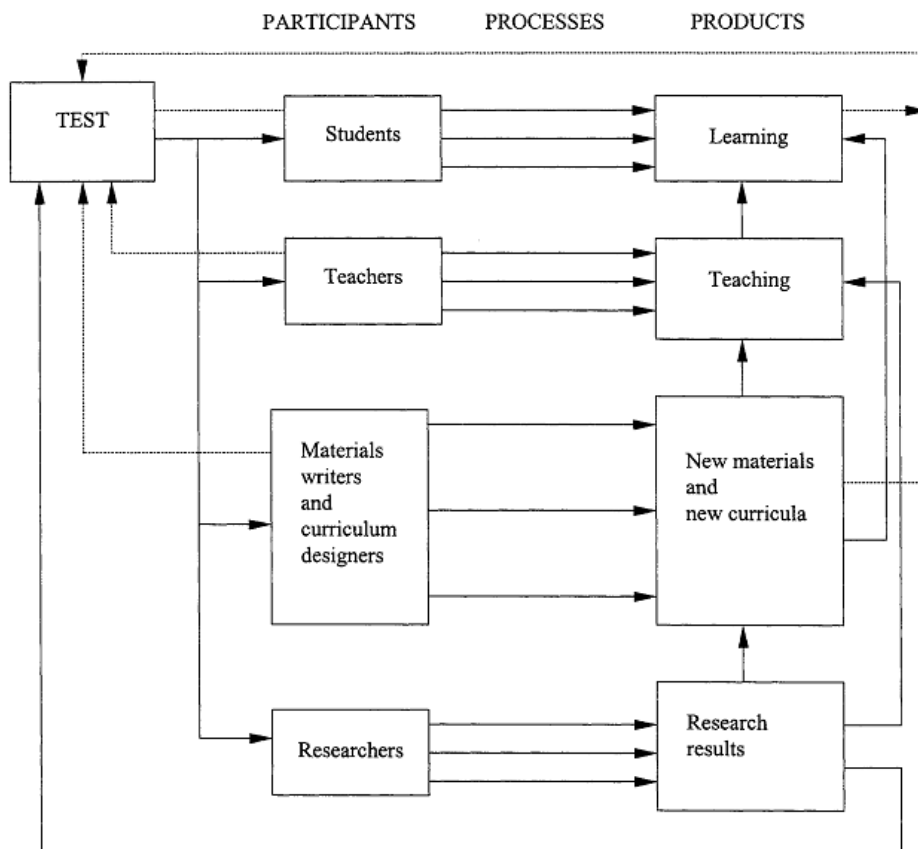 PARTICIPANTS PROCESSES PRODUCTS
TEST
Students
Learning
Teachers
Teaching
Materials
writers
and
curriculum
designers
New materials
and
new curricula
Researchers
Research
results